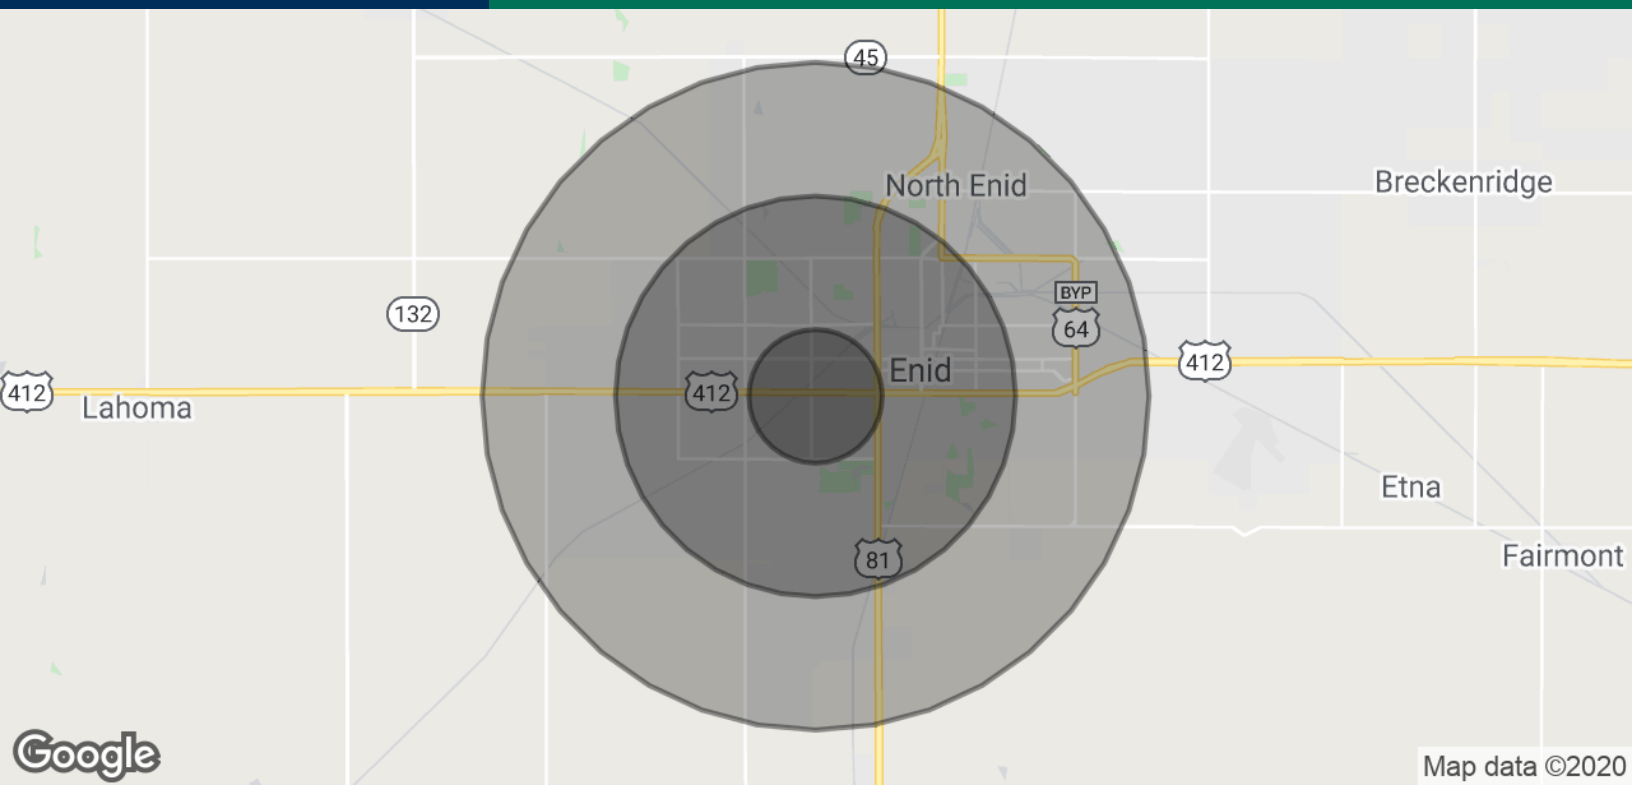 45
North Enid
Breckenridge
BYP
132
64
412
Enid
412
412
Lahoma
Etna
81
Fairmont
Google
Map data ©2020